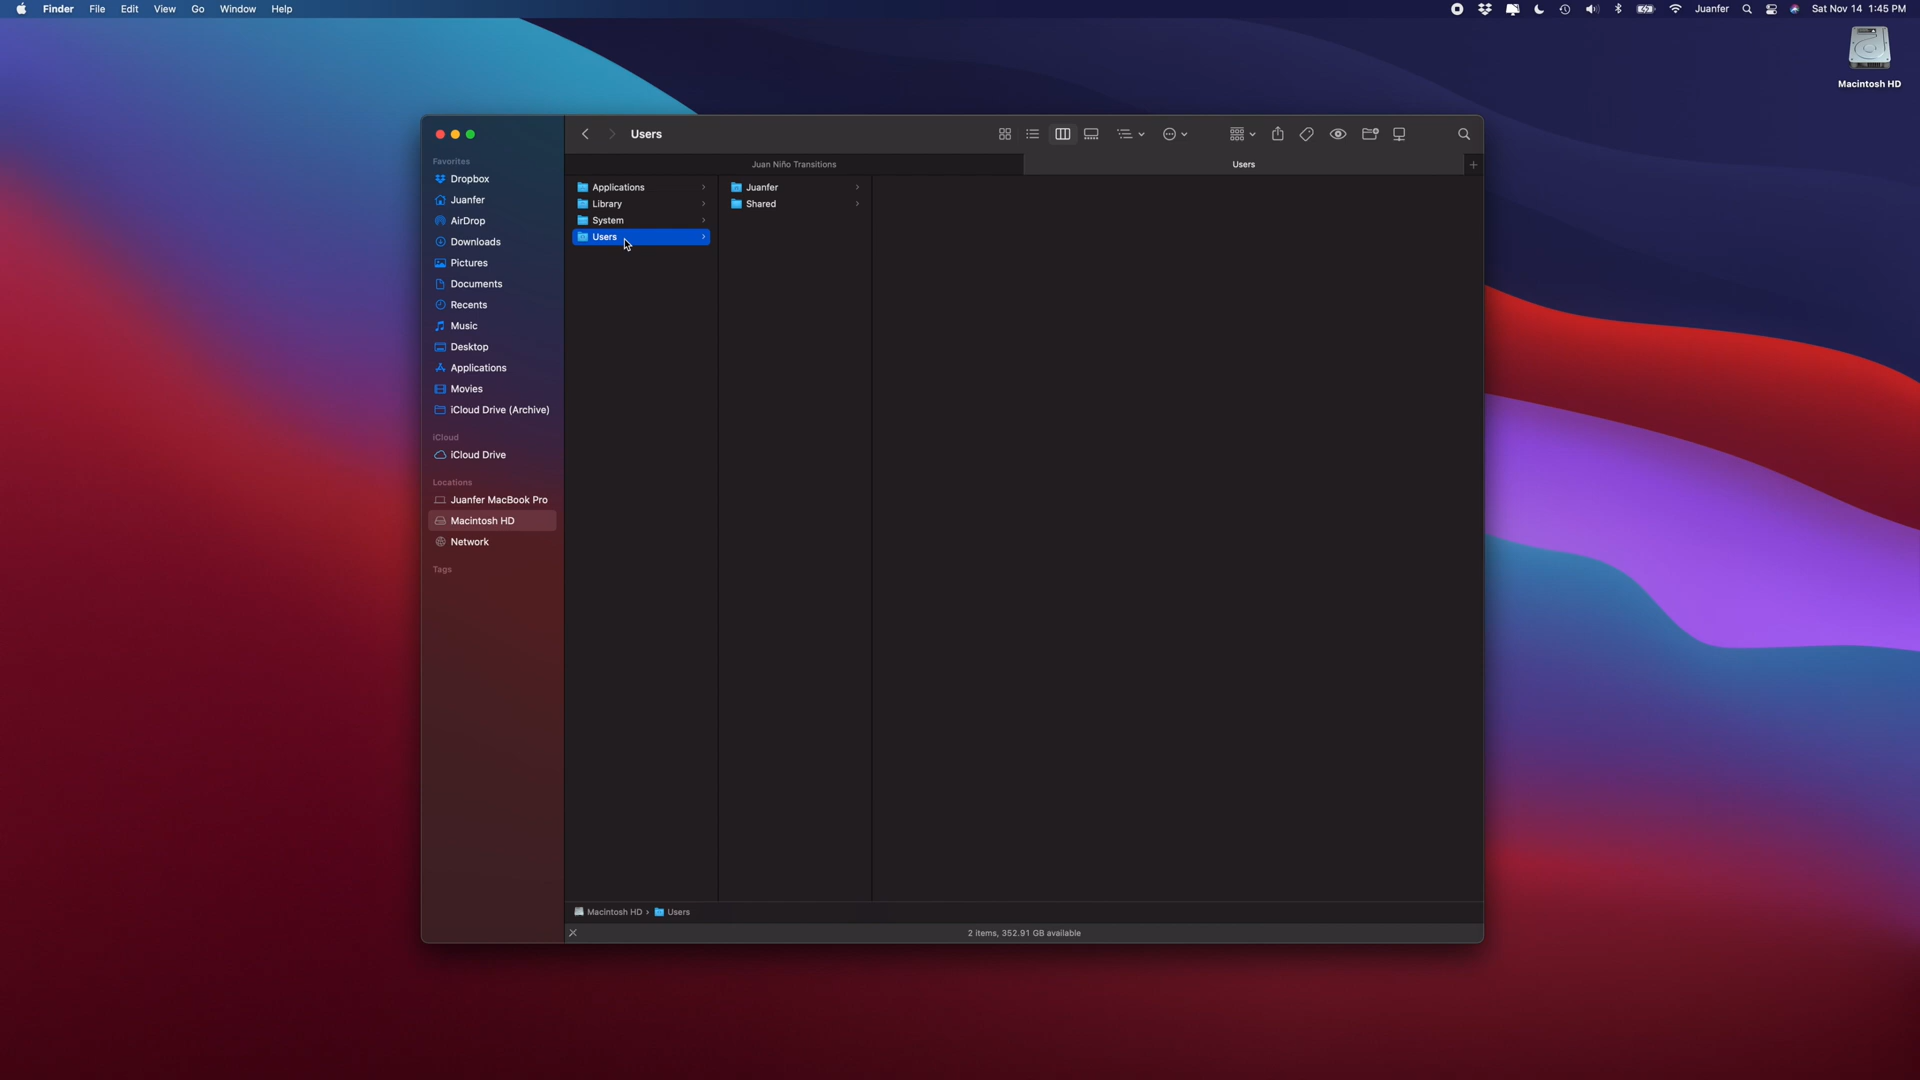 Finder File Edit View Go Window Help Juanfer Sat Nov 14 1:45 PM
Macintosh HD
Users
Juan Niño Transitions Users
Favorites
Dropbox
Juanfer
AirDrop
Downloads
Pictures
Documents
Recents
Music
Desktop
Applications
Movies
iCloud Drive (Archive)
iCloud
iCloud Drive
Locations
Juanfer MacBook Pro
Macintosh HD
Network
Tags
Applications
Library
System
Users
Juanfer
Shared
Macintosh HD › Users
2 items, 352.91 GB available